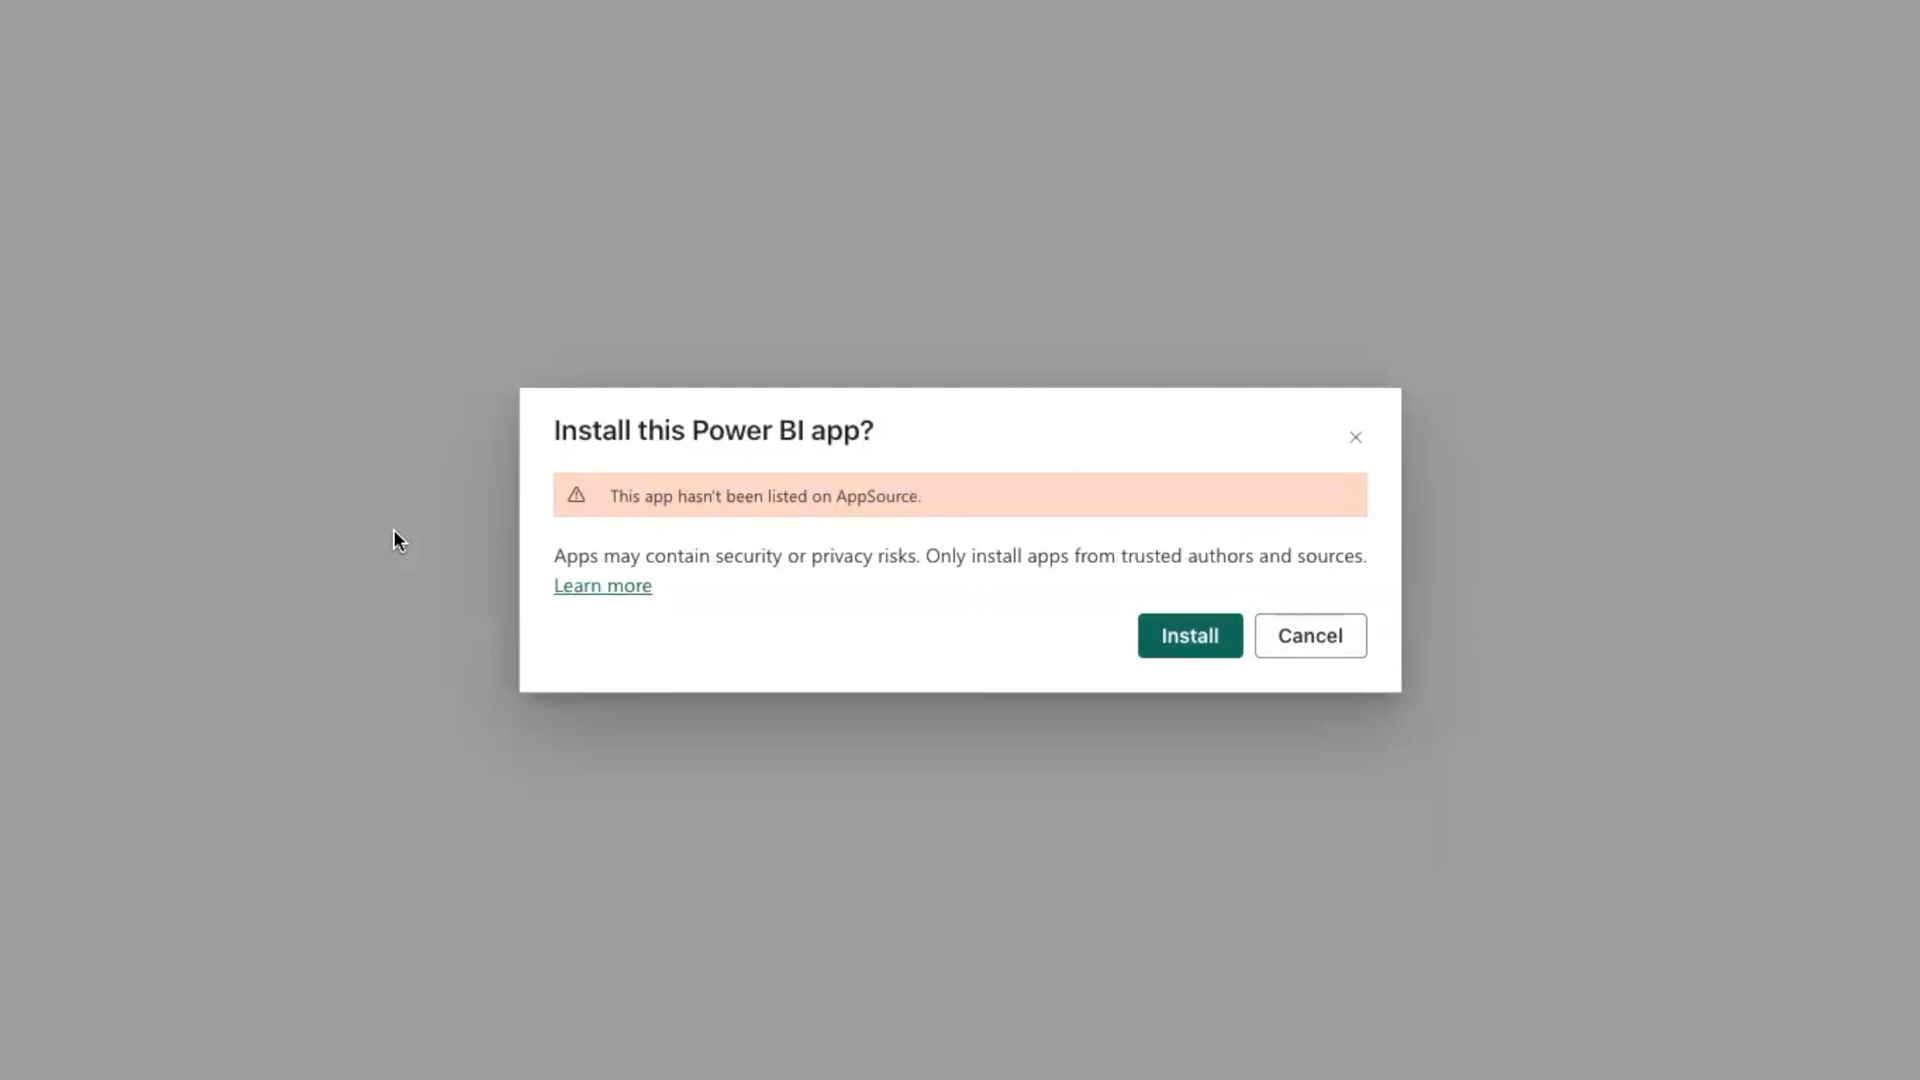 Install this Power BI app?
This app hasn't been listed on AppSource.
Apps may contain security or privacy risks. Only install apps from trusted authors and sources.
Learn more
Install Cancel